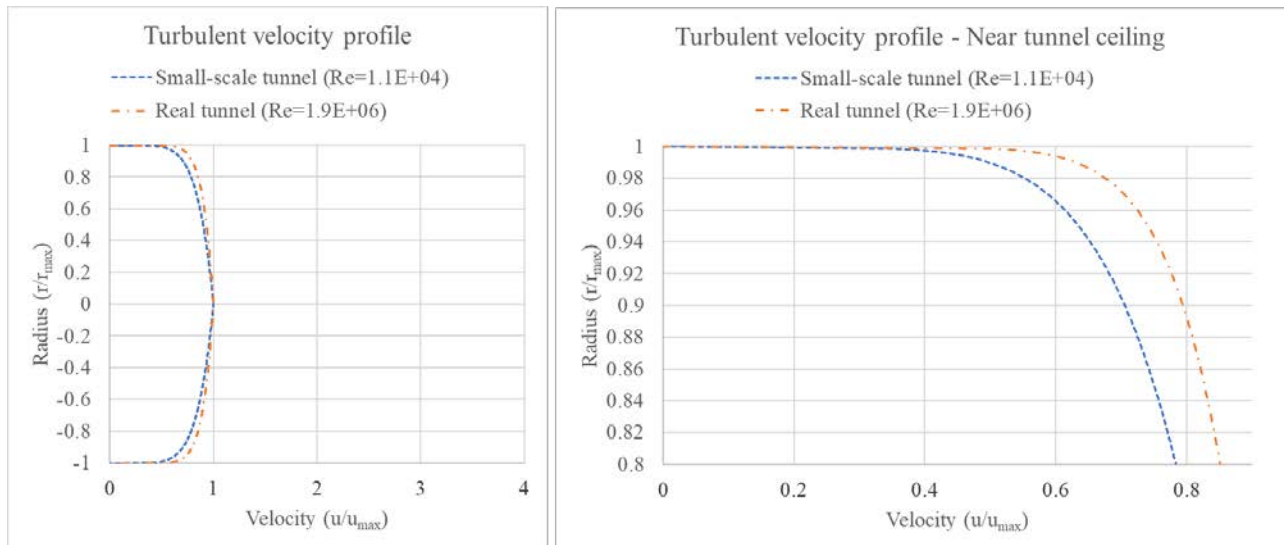 Turbulent velocity profile
Small-scale tunnel (Re=1.1E+04)
Real tunnel (Re=1.9E+06)
1
0.8
0.6
0.4
0.2
0
-0.2
-0.4
-0.6
-0.8
-1
Radius (r/rmax)
0 1 2 3 4
Velocity (u/umax)
Turbulent velocity profile - Near tunnel ceiling
Small-scale tunnel (Re=1.1E+04)
Real tunnel (Re=1.9E+06)
1
0.98
0.96
0.94
0.92
0.9
0.88
0.86
0.84
0.82
0.8
Radius (r/rmax)
0 0.2 0.4 0.6 0.8
Velocity (u/umax)